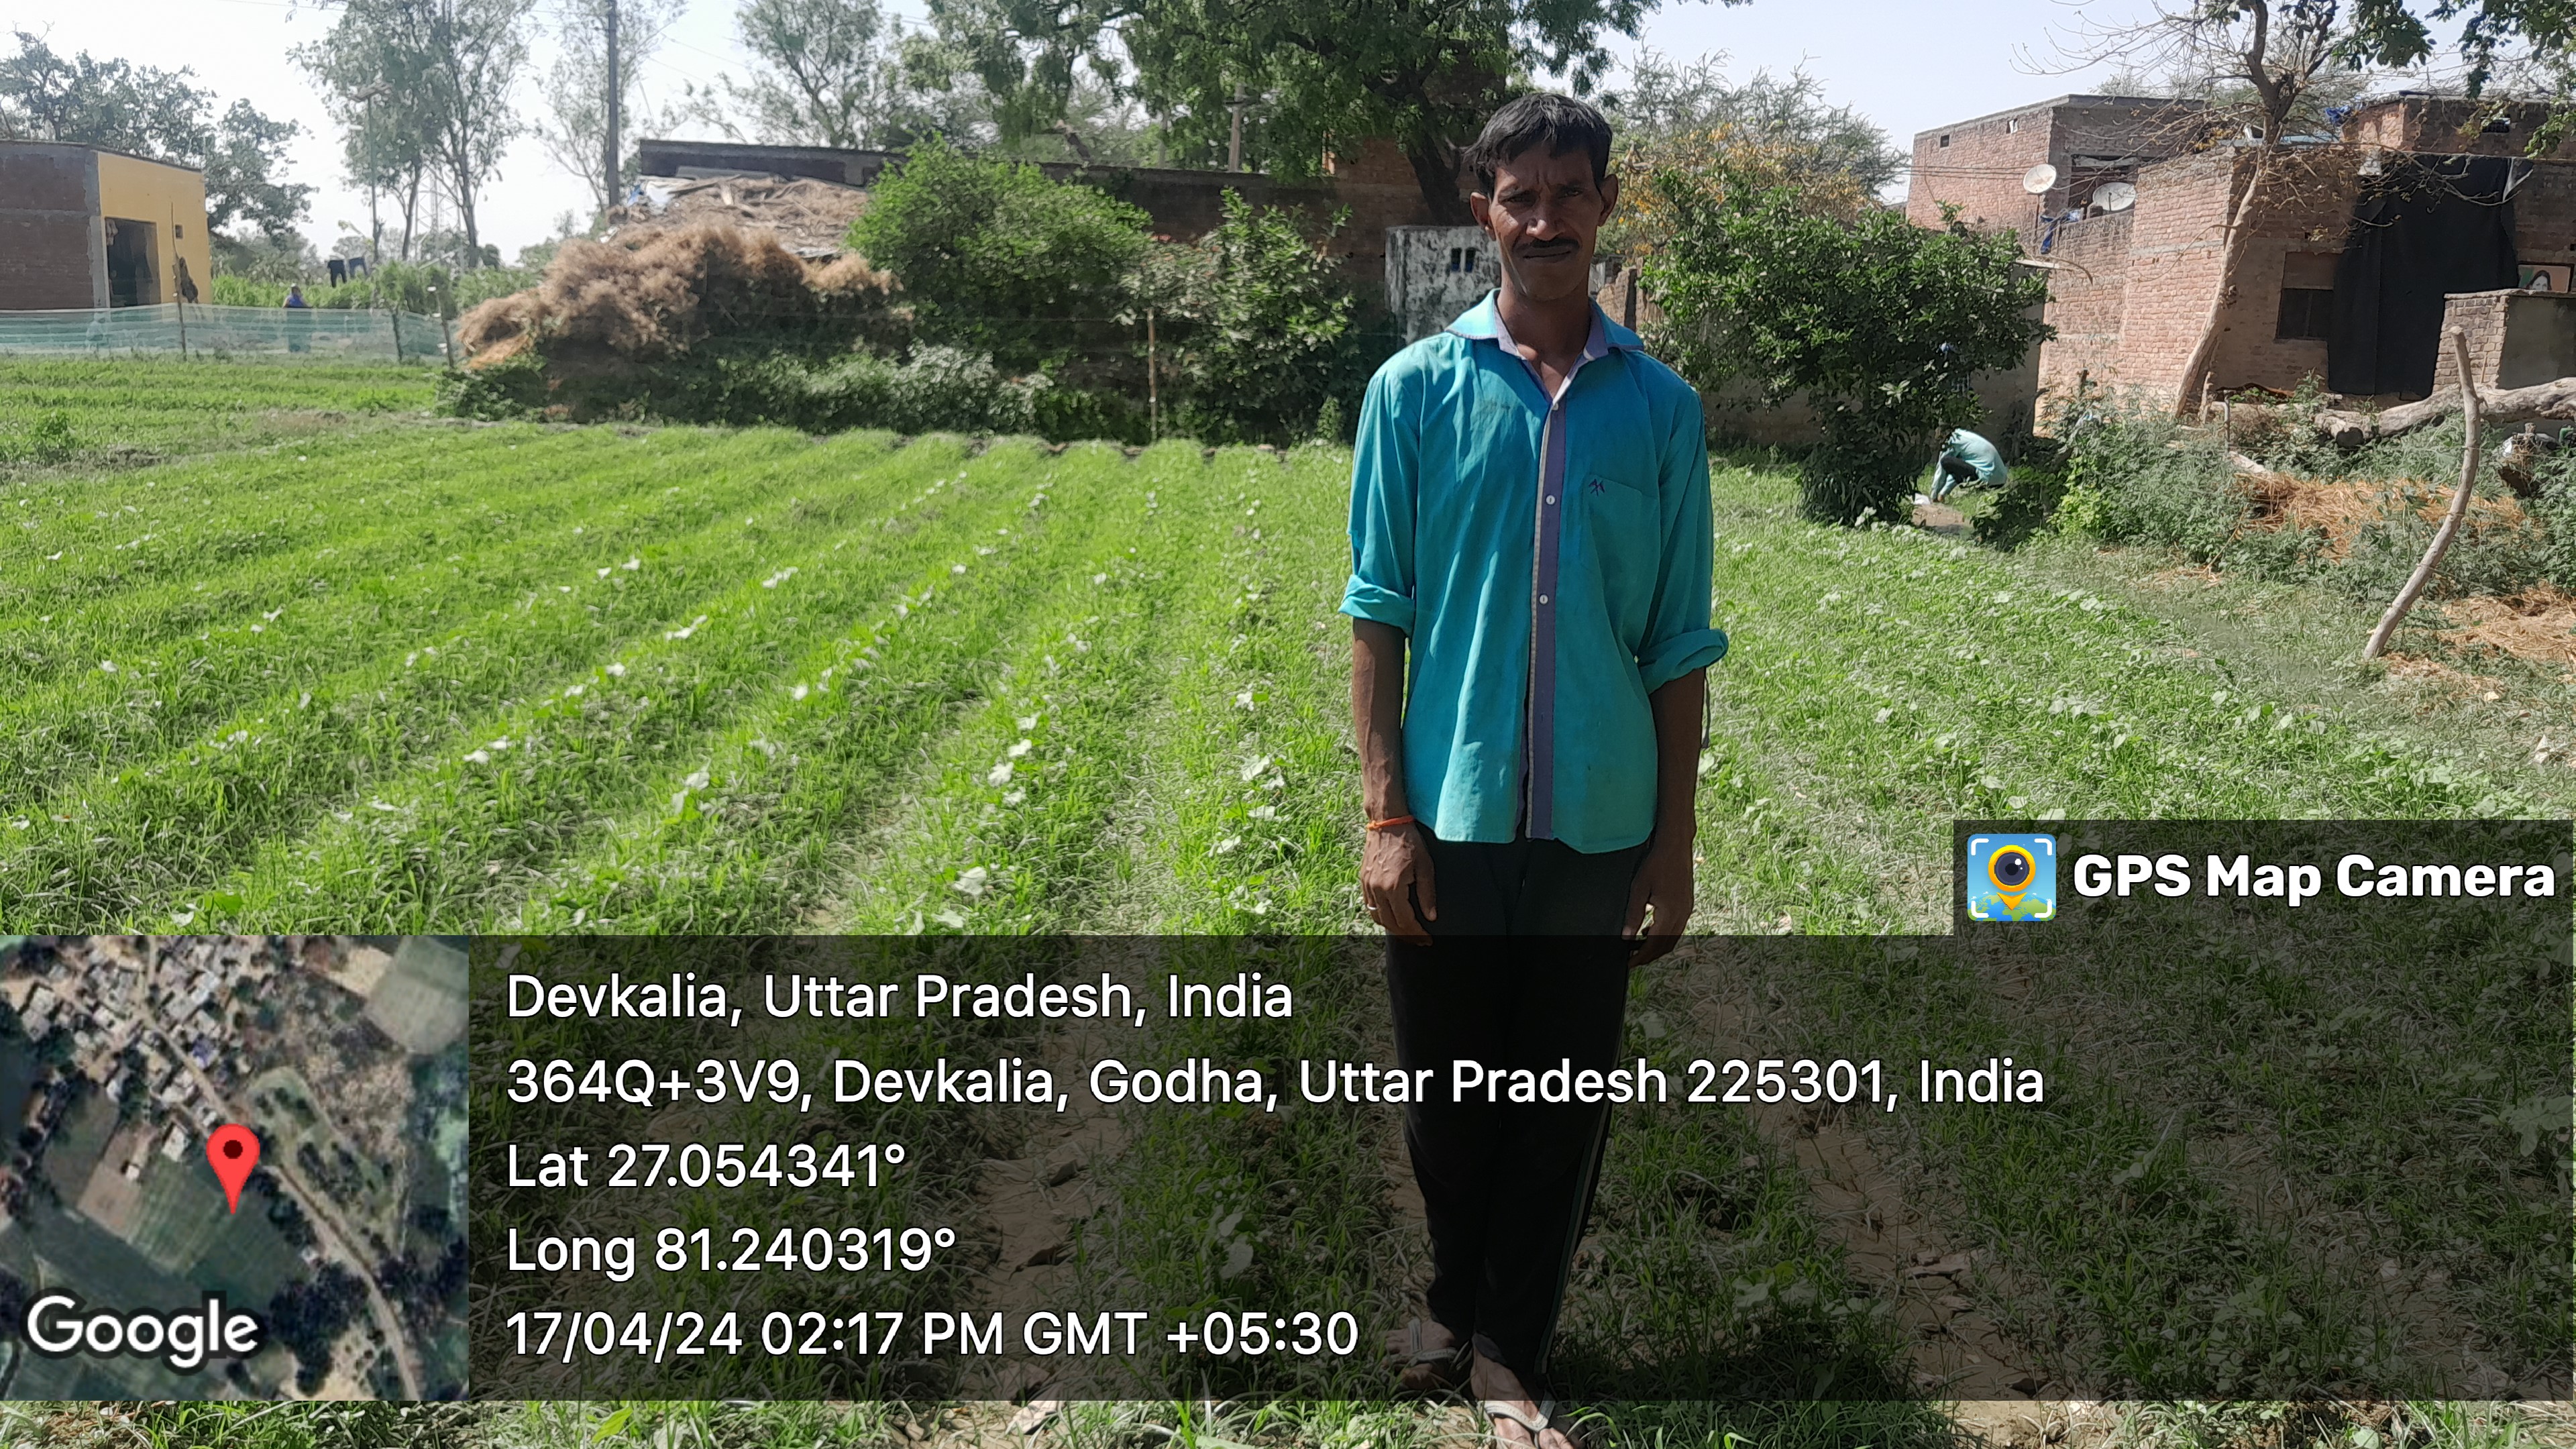 GPS Map Camera
Devkalia, Uttar Pradesh, India
364Q+3V9, Devkalia, Godha, Uttar Pradesh 225301, India
Lat 27.054341°
Long 81.240319°
17/04/24 02:17 PM GMT +05:30
Google